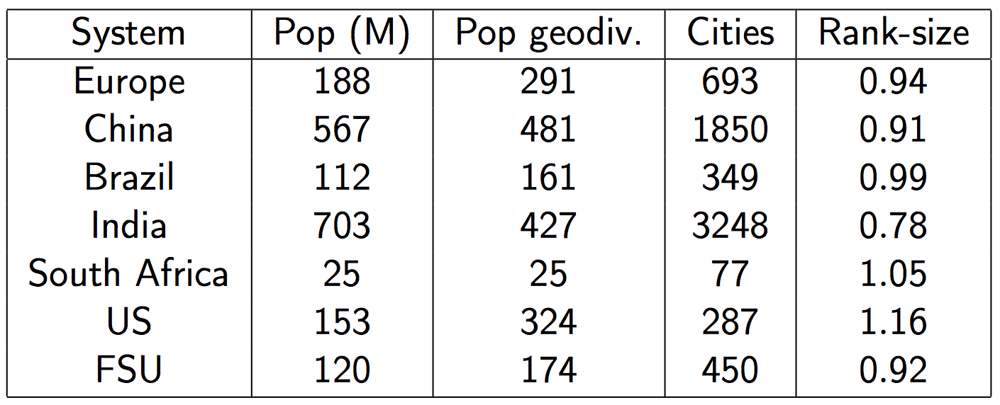 System Pop (M) Pop geodiv. Cities Rank-size
Europe 188 291 693 0.94
China 567 481 1850 0.91
Brazil 112 161 349 0.99
India 703 427 3248 0.78
South Africa 25 25 77 1.05
US 153 324 287 1.16
FSU 120 174 450 0.92